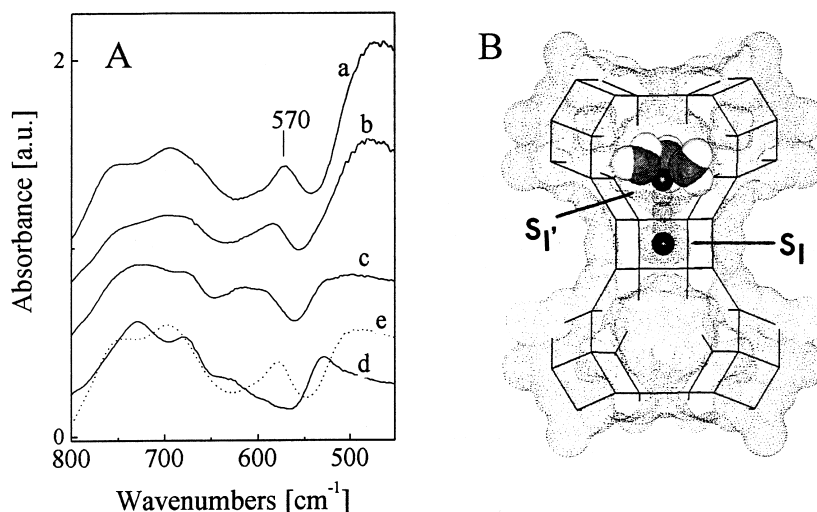 A
2
a
570
b
c
e
d
0
800 700 600 500
Absorbance [a.u.]
Wavenumbers [cm⁻¹]
B
S_I'
S_I